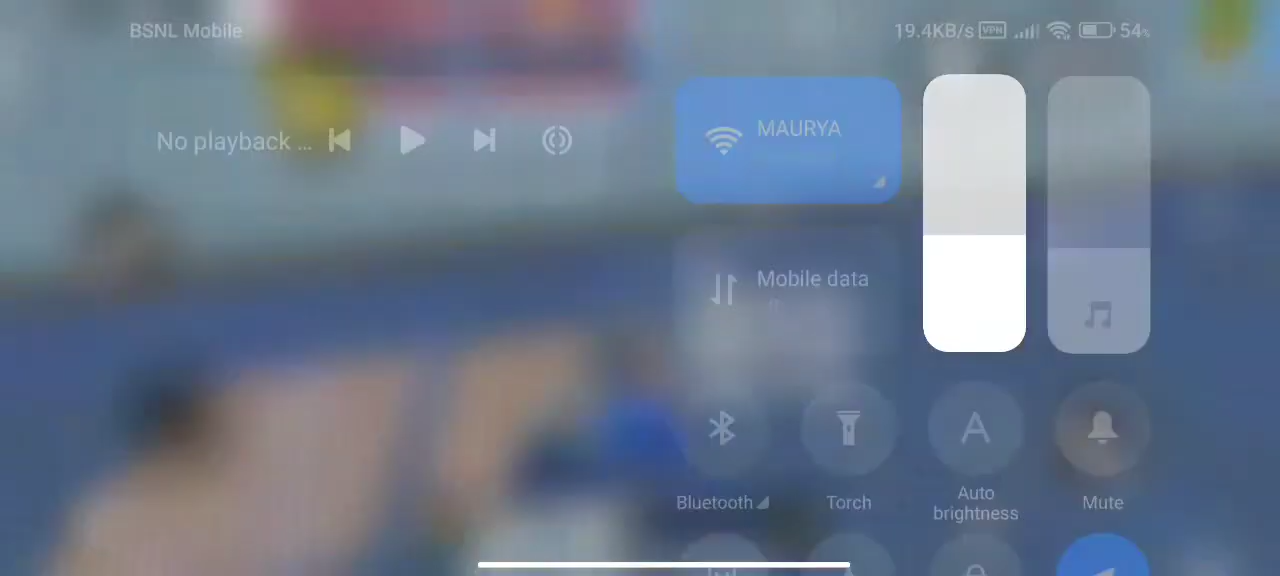 BSNL Mobile
19.4KB/s VPN 54%
No playback ...
MAURYA
Mobile data
Bluetooth
Torch
A
Auto
brightness
Mute